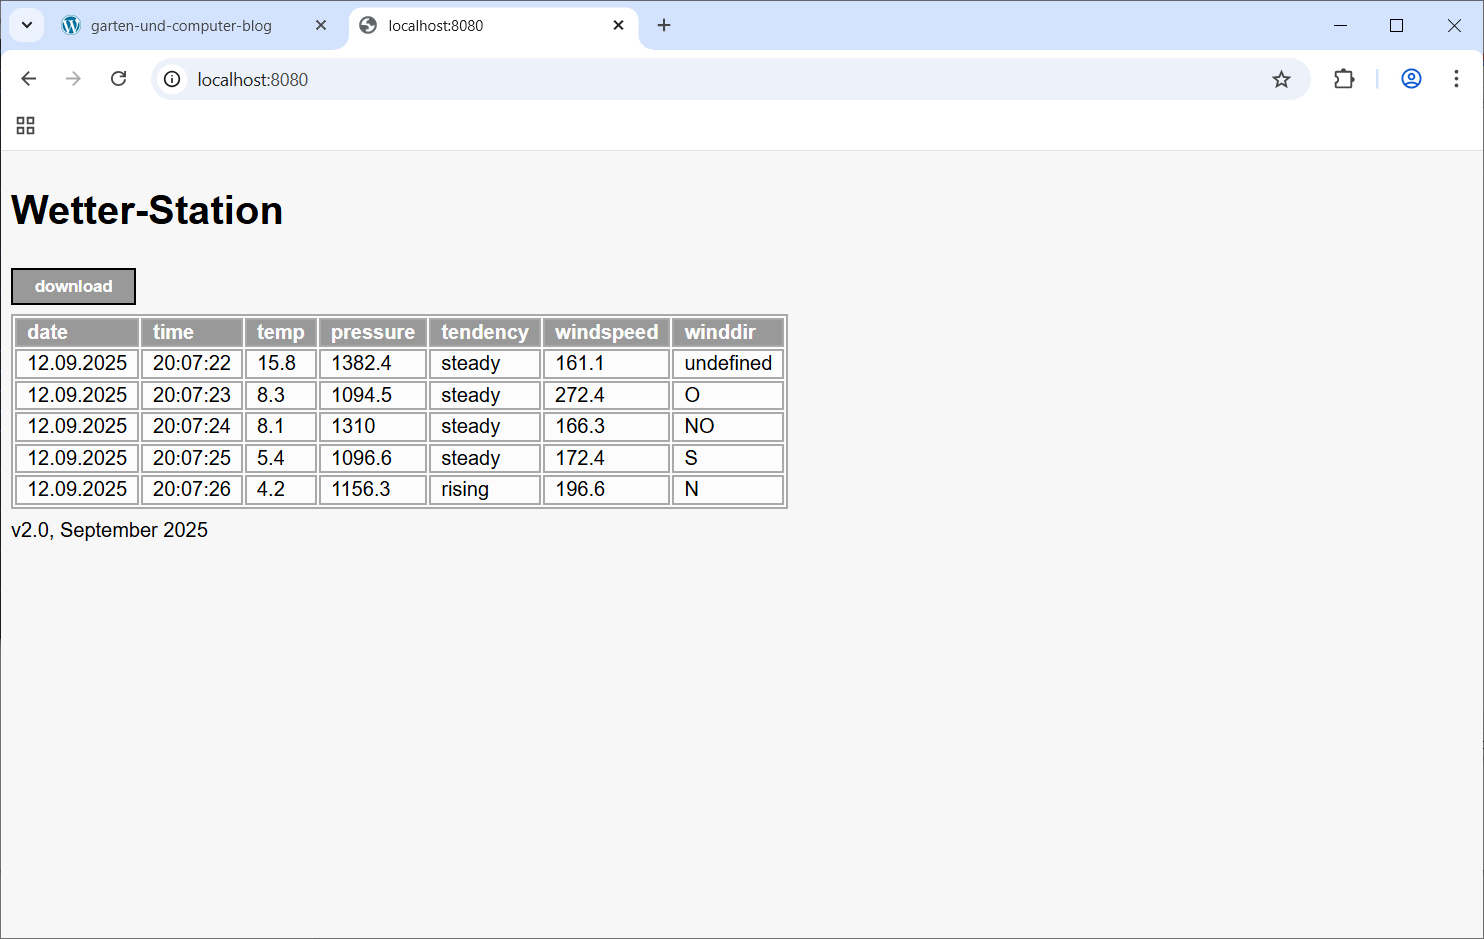 garten-und-computer-blog
localhost:8080
localhost:8080
Wetter-Station
download
date time temp pressure tendency windspeed winddir
12.09.2025 20:07:22 15.8 1382.4 steady 161.1 undefined
12.09.2025 20:07:23 8.3 1094.5 steady 272.4 O
12.09.2025 20:07:24 8.1 1310 steady 166.3 NO
12.09.2025 20:07:25 5.4 1096.6 steady 172.4 S
12.09.2025 20:07:26 4.2 1156.3 rising 196.6 N
v2.0, September 2025